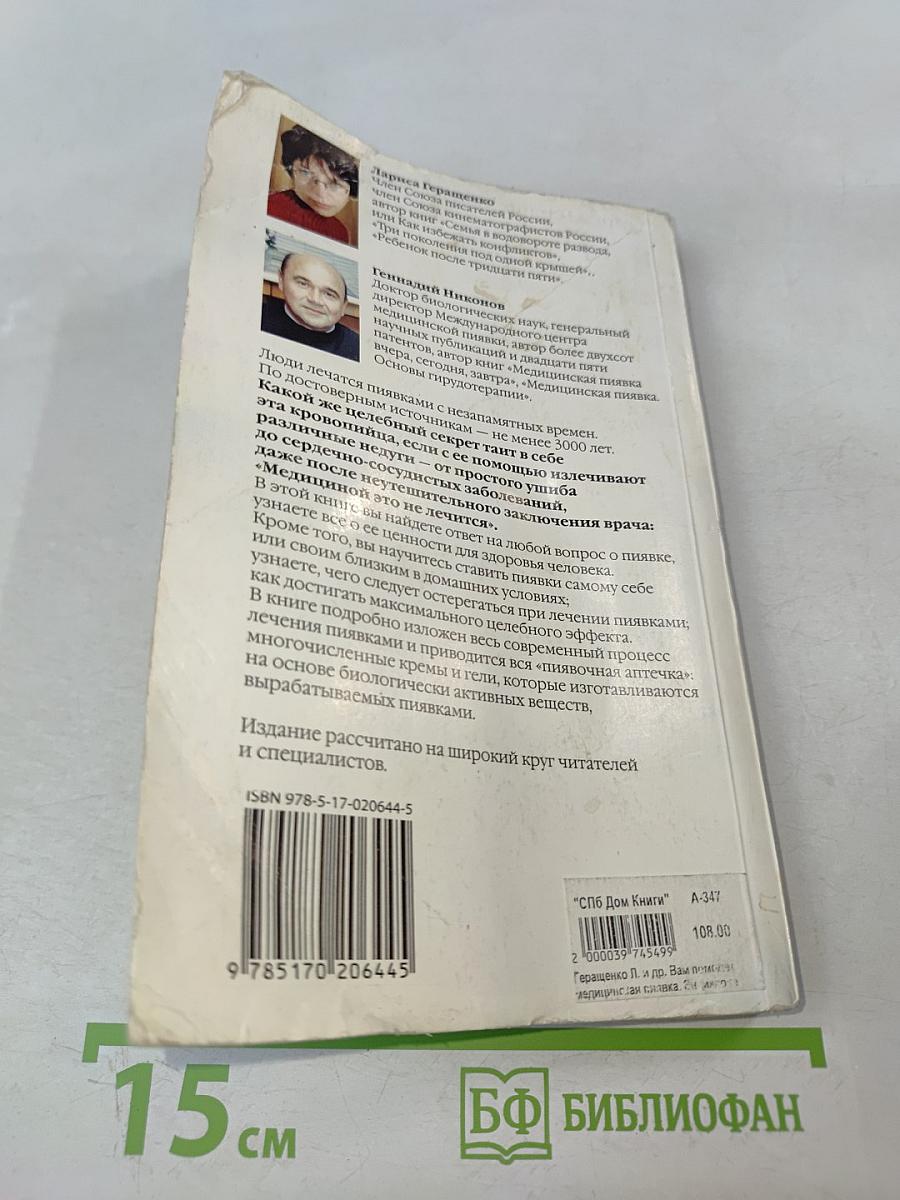 Лариса Геращенко
член Союза писателей России,
член Союза кинематографистов России,
автор книг «Семья в водовороте развода,
или Как избежать конфликтов»,
«Три поколения под одной крышей»,
«Ребенок после тридцати пяти».
Геннадий Никонов
Доктор биологических наук, генеральный
директор Международного центра
медицинской пиявки, автор более двухсот
научных публикаций и двадцати пяти
патентов, автор книг «Медицинская пиявка
вчера, сегодня, завтра», «Медицинская пиявка.
Основы гирудотерапии».
Люди лечатся пиявками с незапамятных времен.
По достоверным источникам — не менее 3000 лет.
Какой же целебный секрет таит в себе
эта кровопийца, если с ее помощью излечивают
различные недуги — от простого ушиба
до сердечно-сосудистых заболеваний,
даже после неутешительного заключения врача:
«Медициной это не лечится».
В этой книге вы найдете ответ на любой вопрос о пиявке,
узнаете все о ее ценности для здоровья человека.
Кроме того, вы научитесь ставить пиявки самому себе
или своим близким в домашних условиях;
узнаете, чего следует остерегаться при лечении пиявками;
как достигать максимального целебного эффекта.
В книге подробно изложен весь современный процесс
лечения пиявками и приводится вся «пиявочная аптечка»:
многочисленные кремы и гели, которые изготавливаются
на основе биологически активных веществ,
вырабатываемых пиявками.
Издание рассчитано на широкий круг читателей
и специалистов.
ISBN 978-5-17-020644-5
9 785170 206445
"СПб Дом Книги" А-347
108.00
2 000039 745499
Геращенко Л. и др. Вам
медицинская пиявка.
15 см
БФ БИБЛИОФАН